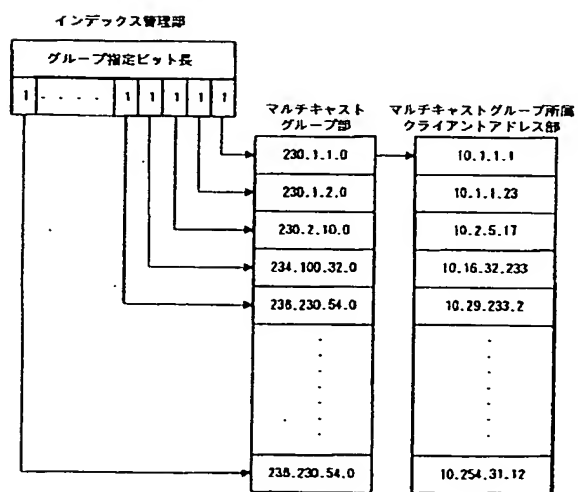 インデックス管理部
グループ指定ビット長
1 . . . . 1 1 1 1 1
マルチキャスト
グループ部
マルチキャストグループ所属
クライアントアドレス部
230.1.1.0 10.1.1.1
230.1.2.0 10.1.1.23
230.2.10.0 10.2.5.17
234.100.32.0 10.16.32.233
238.230.54.0 10.29.233.2
238.230.54.0 10.254.31.12